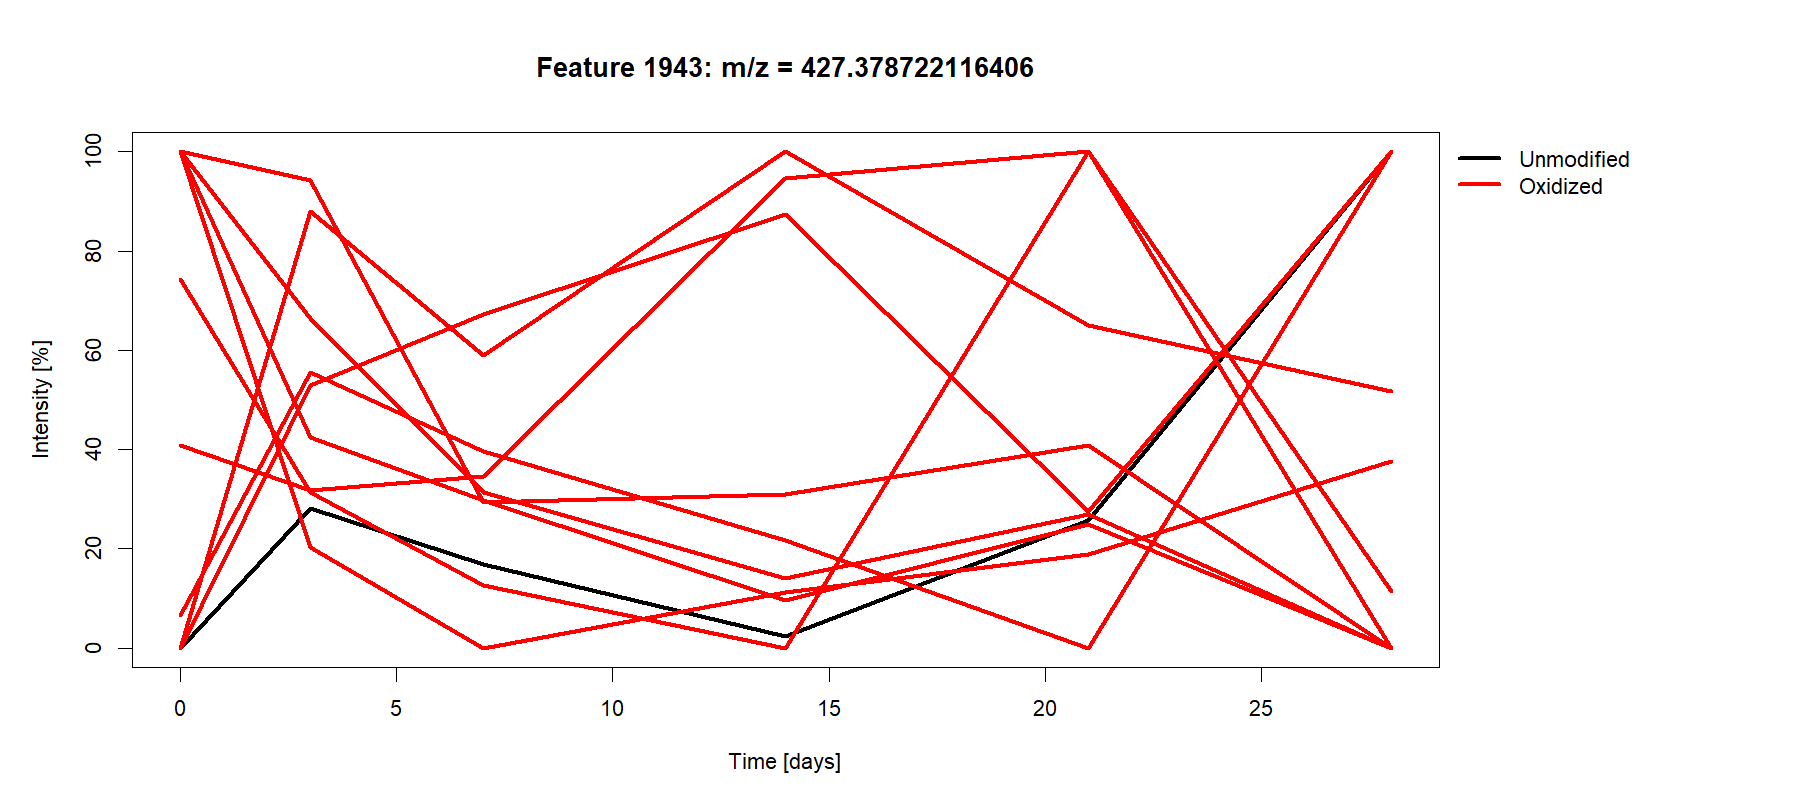 Feature 1943: m/z = 427.378722116406
Unmodified
Oxidized
Intensity [%]
100
80
60
40
20
0
0 5 10 15 20 25
Time [days]